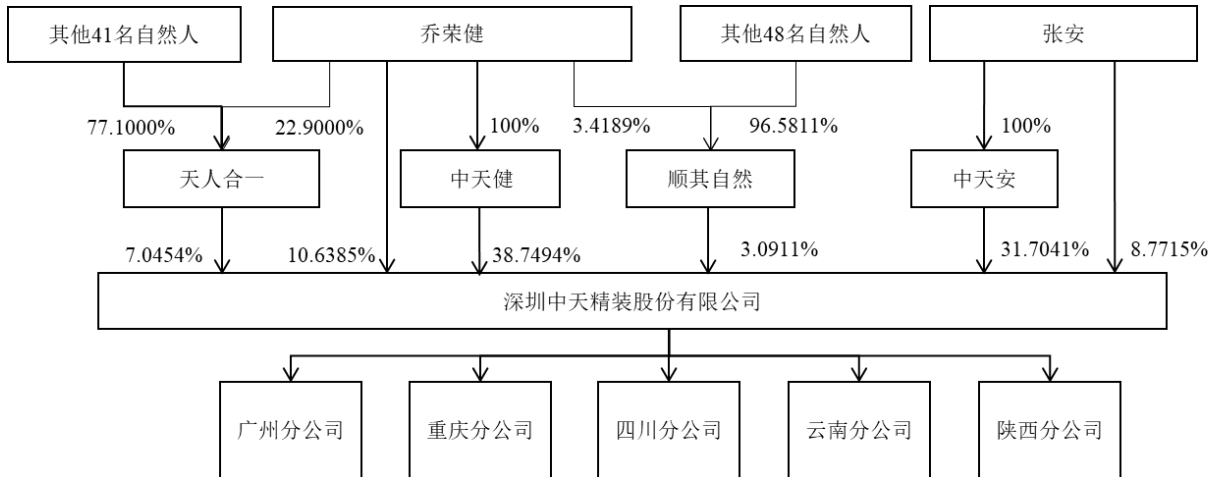 其他41名自然人
乔荣健
其他48名自然人
张安
77.1000%
22.9000%
100%
3.4189%
96.5811%
100%
天人合一
中天健
顺其自然
中天安
7.0454%
10.6385%
38.7494%
3.0911%
31.7041%
8.7715%
深圳中天精装股份有限公司
广州分公司
重庆分公司
四川分公司
云南分公司
陕西分公司